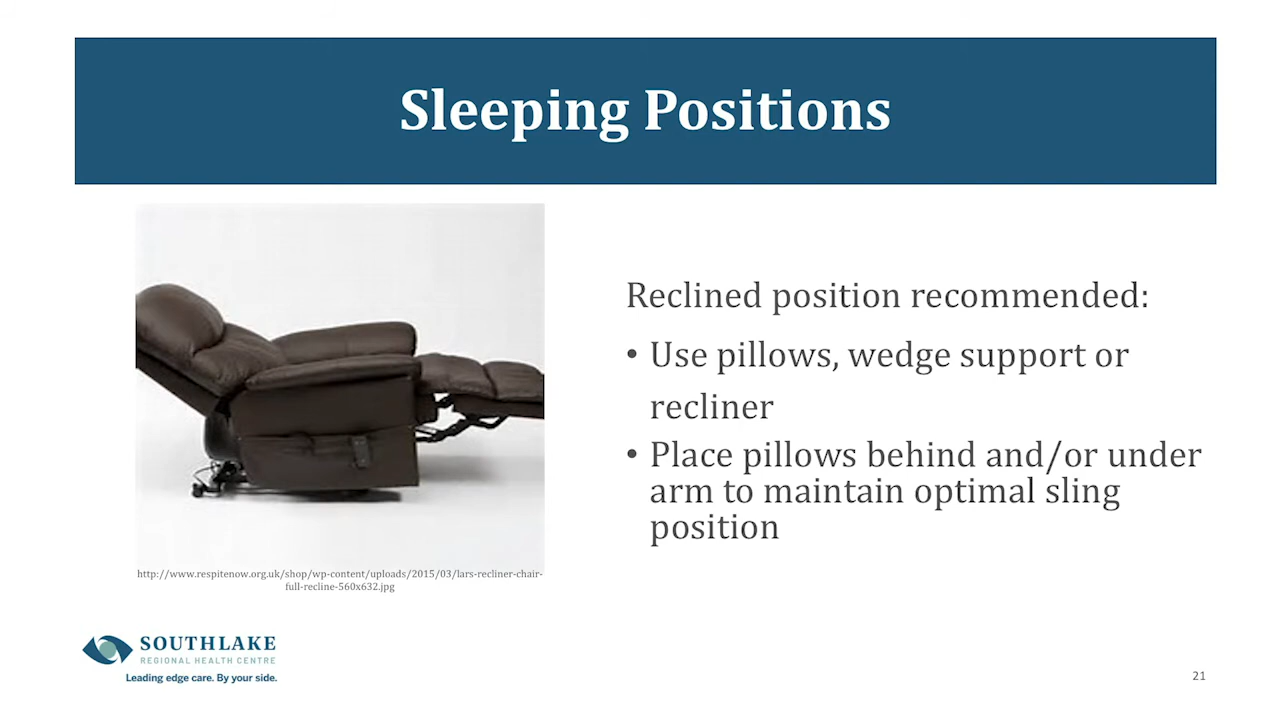 Sleeping Positions
Reclined position recommended:
• Use pillows, wedge support or
recliner
• Place pillows behind and/or under
arm to maintain optimal sling
position
http://www.respitenow.org.uk/shop/wp-content/uploads/2015/03/lars-recliner-chair-
full-recline-560x632.jpg
SOUTHLAKE
REGIONAL HEALTH CENTRE
Leading edge care. By your side.
21